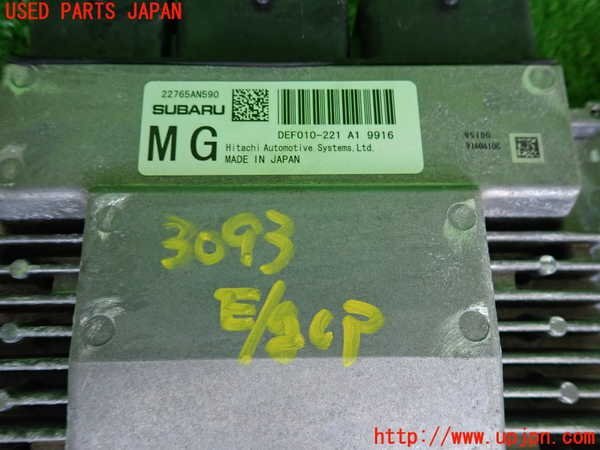 USED PARTS JAPAN
22765AN590
SUBARU
DEF010-221 A1 9916
MG
Hitachi Automotive Systems,Ltd.
MADE IN JAPAN
3093
http://www.upjpn.com/